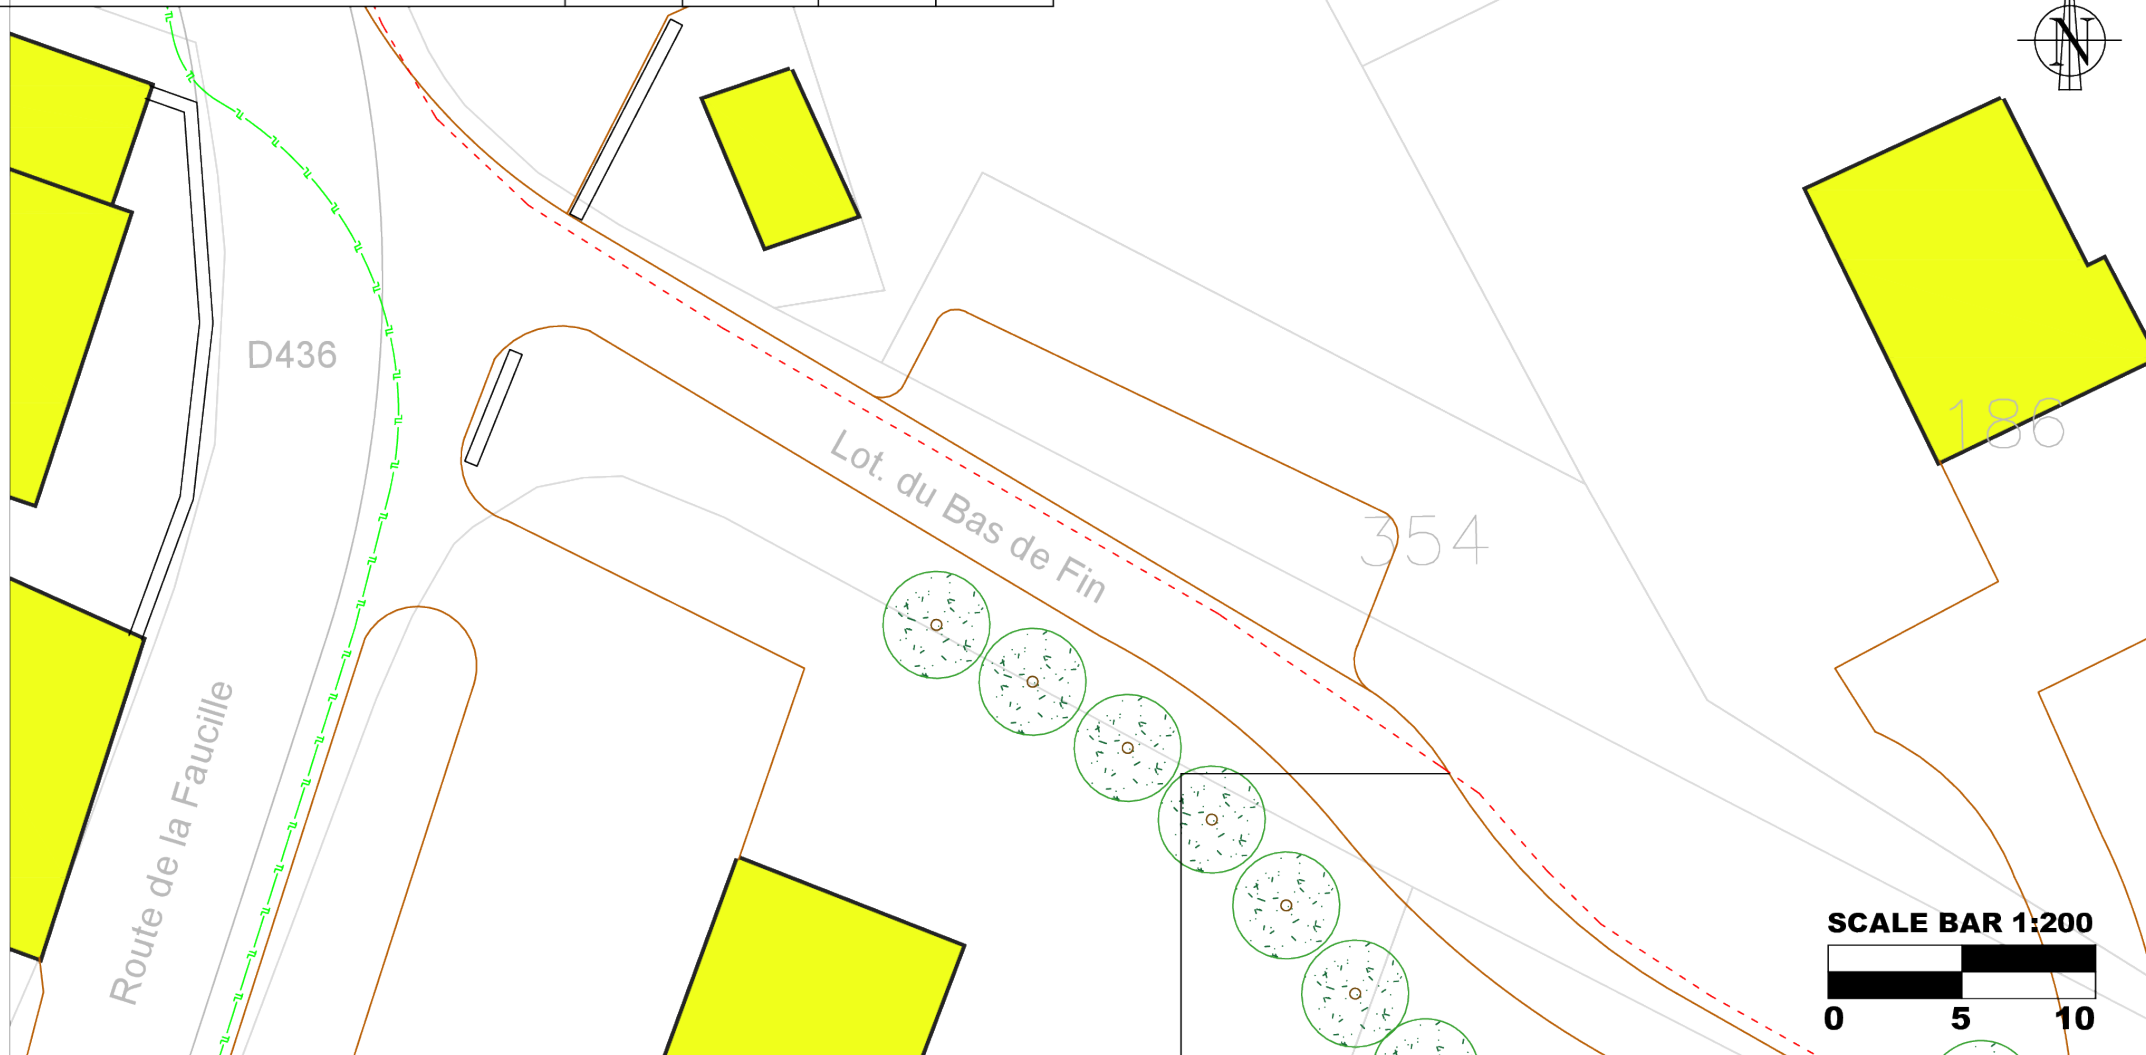 N
D436
Lot. du Bas de Fin
354
186
Route de la Faucille
SCALE BAR 1:200
0 5 10